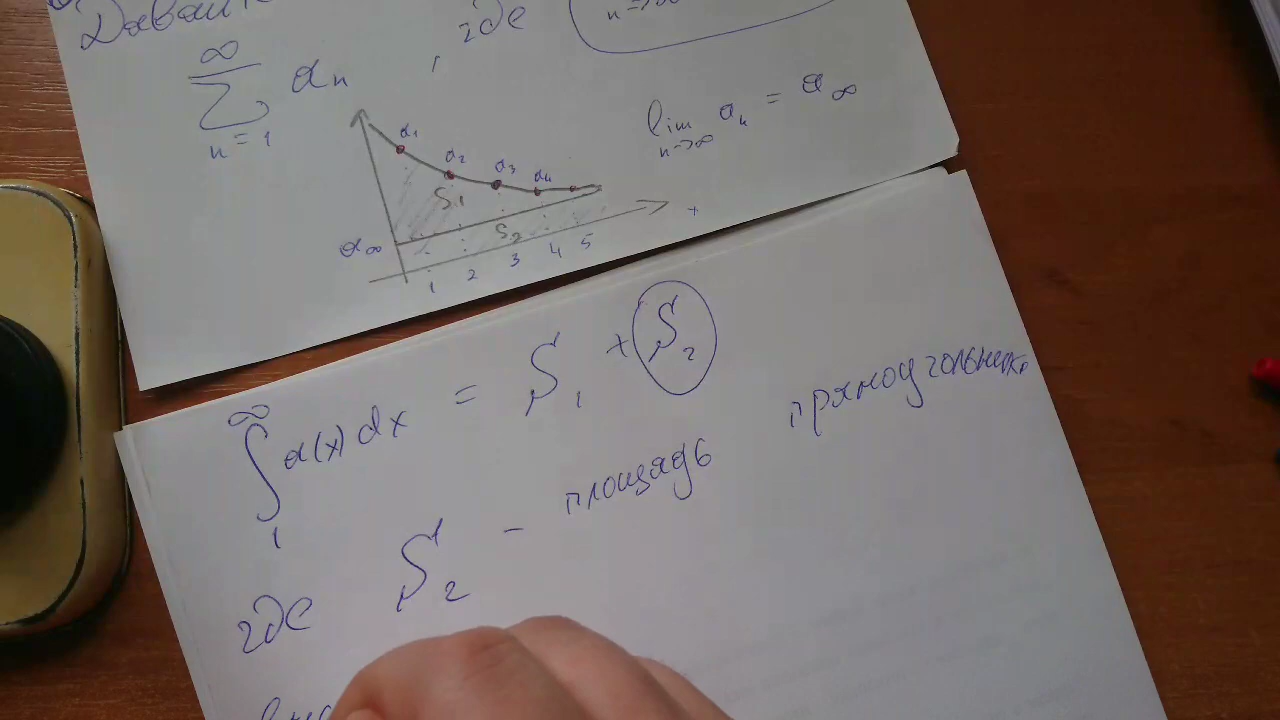 Давайте
∞
∑ aₙ , где
n = 1
n→∞
lim aₙ = a∞
n→∞
a₁ a₂ a₃ a₄
S₁
a∞ S₂
1 2 3 4 5 x
∞
∫ a(x) dx = S₁ + S₂
1
где S₂ – площадь прямоугольника